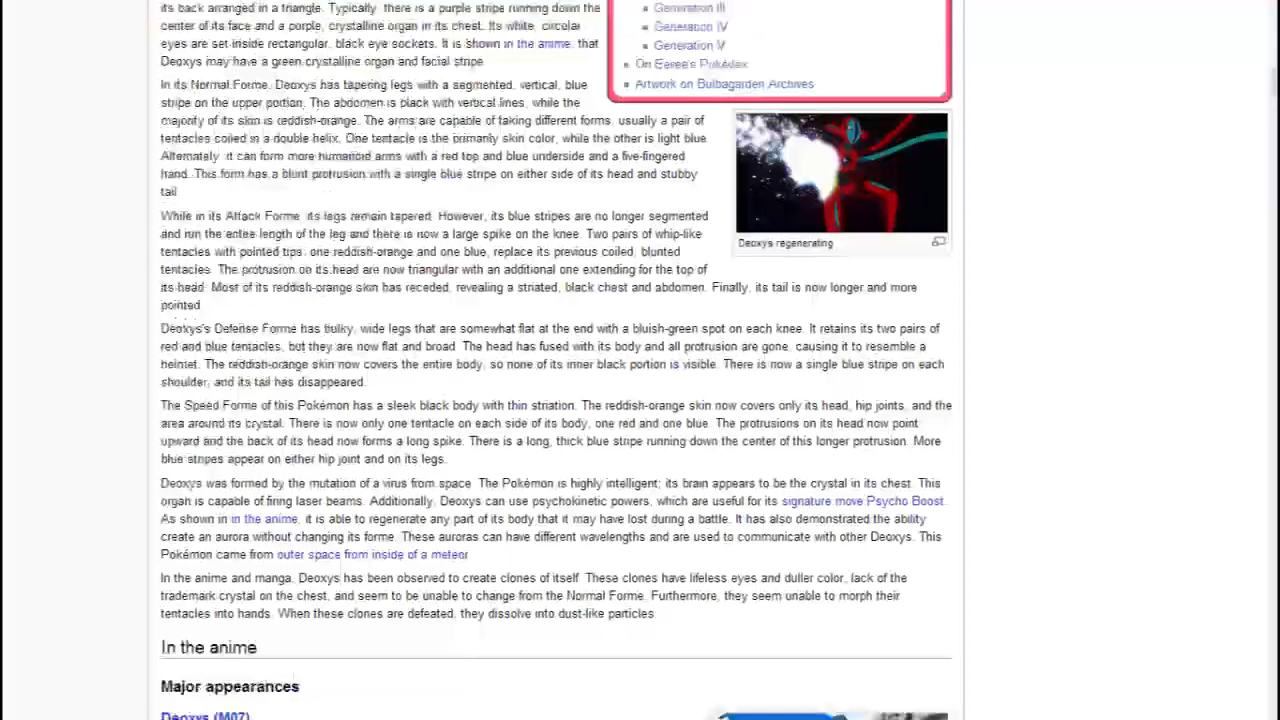 its back arranged in a triangle. Typically there is a purple stripe running down the
center of its face and a purple, crystalline organ in its chest. Its white, circular
eyes are set inside rectangular, black eye sockets. It is shown in the anime, that
Deoxys may have a green crystalline organ and facial stripe.
Generation III
Generation IV
Generation V
On Eevee's Pokédex
Artwork on Bulbagarden Archives
In its Normal Forme, Deoxys has tapering legs with a segmented, vertical, blue
stripe on the upper portion. The abdomen is black with vertical lines, while the
majority of its skin is reddish-orange. The arms are capable of taking different forms, usually a pair of
tentacles coiled in a double helix. One tentacle is the primarily skin color, while the other is light blue
Alternately it can form more humanoid arms with a red top and blue underside and a five-fingered
hand. This form has a blunt protrusion with a single blue stripe on either side of its head and stubby
tail
While in its Attack Forme its legs remain tapered. However, its blue stripes are no longer segmented
and run the entire length of the leg and there is now a large spike on the knee. Two pairs of whip-like
tentacles with pointed tips, one reddish-orange and one blue, replace its previous coiled, blunted
tentacles. The protrusion on its head are now triangular with an additional one extending for the top of
its head. Most of its reddish-orange skin has receded, revealing a striated, black chest and abdomen. Finally, its tail is now longer and more
pointed
Deoxys regenerating
Deoxys's Defense Forme has bulky, wide legs that are somewhat flat at the end with a bluish-green spot on each knee. It retains its two pairs of
red and blue tentacles, but they are now flat and broad. The head has fused with its body and all protrusion are gone, causing it to resemble a
helmet. The reddish-orange skin now covers the entire body, so none of its inner black portion is visible. There is now a single blue stripe on each
shoulder, and its tail has disappeared.
The Speed Forme of this Pokémon has a sleek black body with thin striation. The reddish-orange skin now covers only its head, hip joints, and the
area around its crystal. There is now only one tentacle on each side of its body, one red and one blue. The protrusions on its head now point
upward and the back of its head now forms a long spike. There is a long, thick blue stripe running down the center of this longer protrusion. More
blue stripes appear on either hip joint and on its legs.
Deoxys was formed by the mutation of a virus from space. The Pokémon is highly intelligent; its brain appears to be the crystal in its chest. This
organ is capable of firing laser beams. Additionally, Deoxys can use psychokinetic powers, which are useful for its signature move Psycho Boost.
As shown in in the anime, it is able to regenerate any part of its body that it may have lost during a battle. It has also demonstrated the ability
create an aurora without changing its forme. These auroras can have different wavelengths and are used to communicate with other Deoxys. This
Pokémon came from outer space from inside of a meteor
In the anime and manga, Deoxys has been observed to create clones of itself. These clones have lifeless eyes and duller color, lack of the
trademark crystal on the chest, and seem to be unable to change from the Normal Forme. Furthermore, they seem unable to morph their
tentacles into hands. When these clones are defeated, they dissolve into dust-like particles
In the anime
Major appearances
Deoxys (M07)